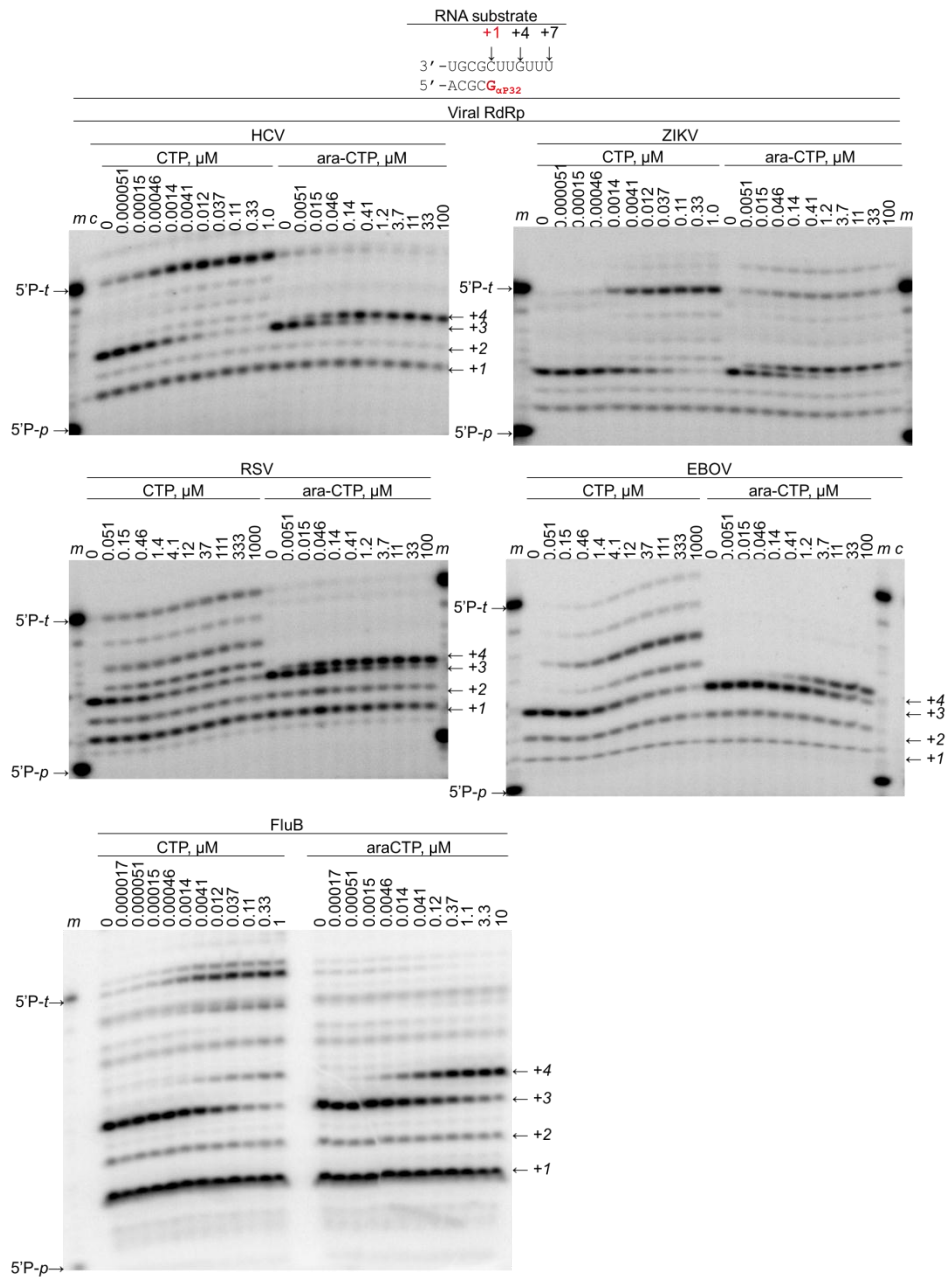 RNA substrate
+1 +4 +7
3’-UGCGCUUGUUU
5’-ACGCGαP32
Viral RdRp
HCV
CTP, µM ara-CTP, µM
m c 0 0.000051 0.00015 0.00046 0.0014 0.0041 0.012 0.037 0.11 0.33 1.0 0 0.0051 0.015 0.046 0.14 0.41 1.2 3.7 11 33 100
5’P-t→
← +4
← +3
← +2
← +1
5’P-p→
ZIKV
CTP, µM ara-CTP, µM
m 0 0.000051 0.00015 0.00046 0.0014 0.0041 0.012 0.037 0.11 0.33 1.0 0 0.0051 0.015 0.046 0.14 0.41 1.2 3.7 11 33 100 m
5’P-t→
5’P-p→
RSV
CTP, µM ara-CTP, µM
m 0 0.051 0.15 0.46 1.4 4.1 12 37 111 333 1000 0 0.0051 0.015 0.046 0.14 0.41 1.2 3.7 11 33 100 m
5’P-t→
← +4
← +3
← +2
← +1
5’P-p→
EBOV
CTP, µM ara-CTP, µM
m 0 0.051 0.15 0.46 1.4 4.1 12 37 111 333 1000 0 0.0051 0.015 0.046 0.14 0.41 1.2 3.7 11 33 100 m c
5’P-t→
← +4
← +3
← +2
← +1
5’P-p→
FluB
CTP, µM araCTP, µM
m 0 0.000017 0.000051 0.00015 0.00046 0.0014 0.0041 0.012 0.037 0.11 0.33 1 0 0.00017 0.00051 0.0015 0.0046 0.014 0.041 0.12 0.37 1.1 3.3 10
5’P-t→
← +4
← +3
← +2
← +1
5’P-p→